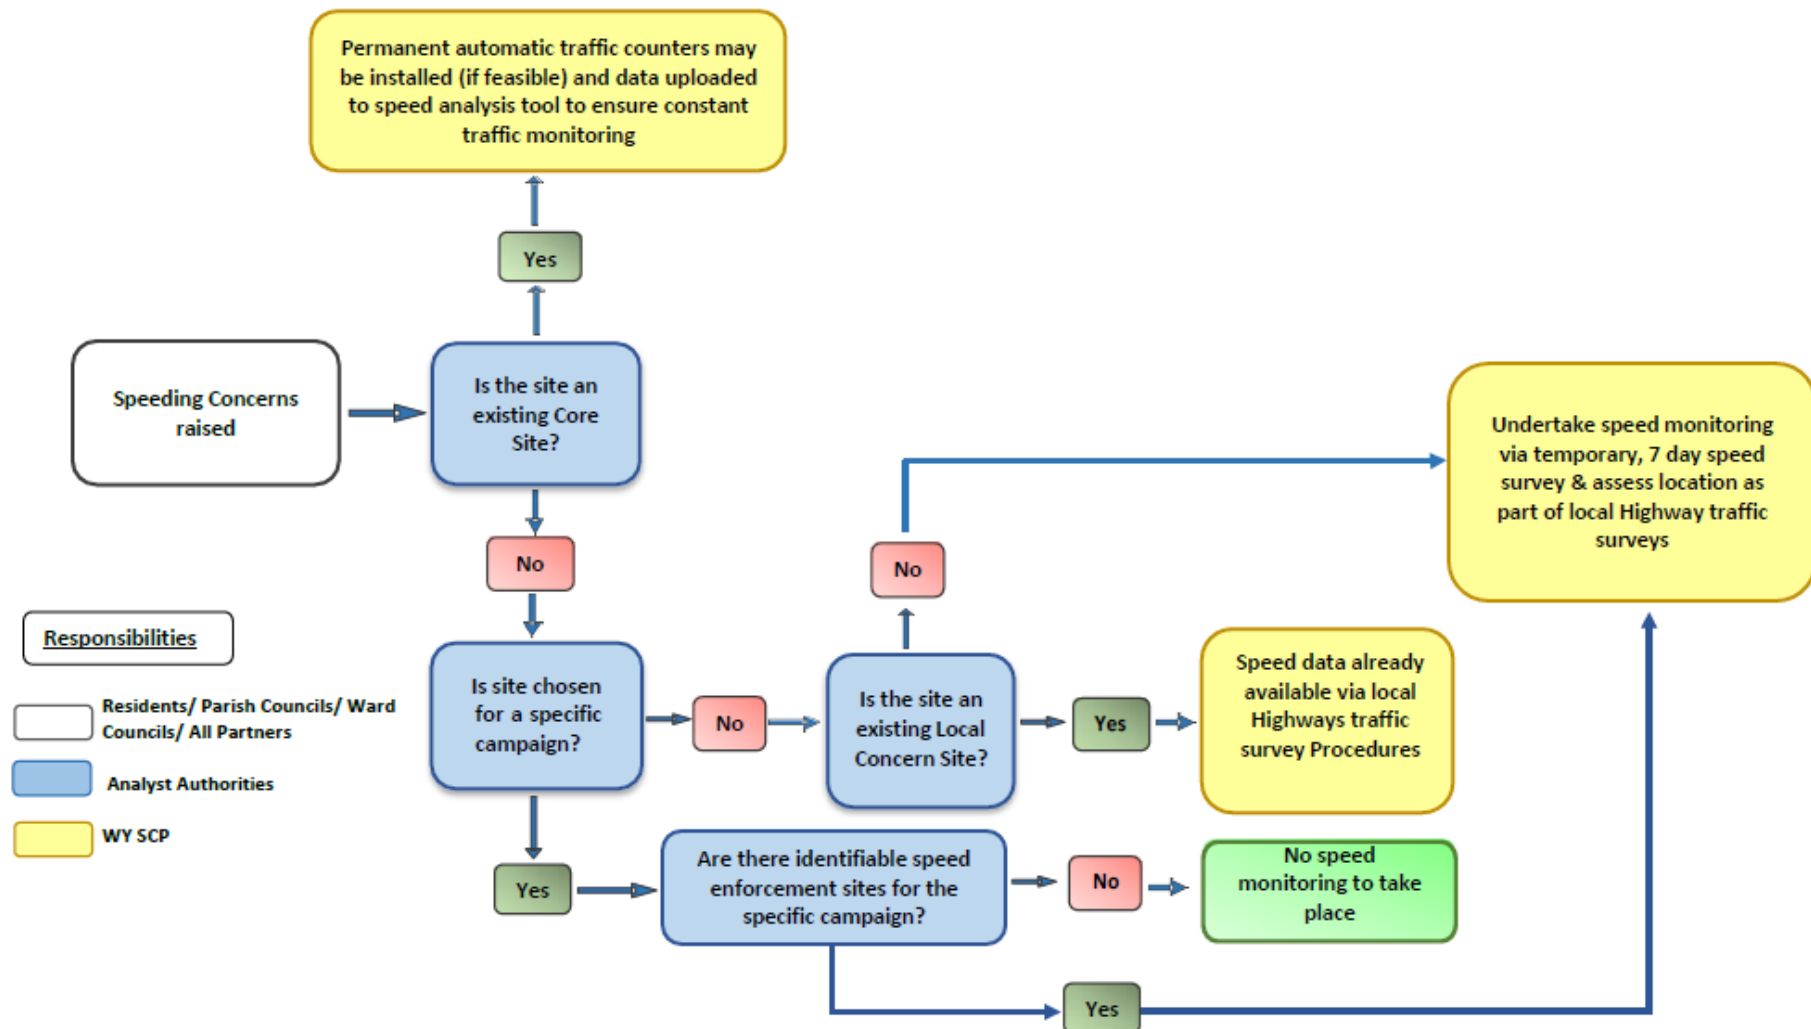 Permanent automatic traffic counters may
be installed (if feasible) and data uploaded
to speed analysis tool to ensure constant
traffic monitoring
Yes
Speeding Concerns
raised
Is the site an
existing Core
Site?
No
Undertake speed monitoring
via temporary, 7 day speed
survey & assess location as
part of local Highway traffic
surveys
No
Responsibilities
Residents/ Parish Councils/ Ward
Councils/ All Partners
Analyst Authorities
WY SCP
Is site chosen
for a specific
campaign?
No
Is the site an
existing Local
Concern Site?
Yes
Speed data already
available via local
Highways traffic
survey Procedures
Yes
Are there identifiable speed
enforcement sites for the
specific campaign?
No
No speed
monitoring to take
place
Yes